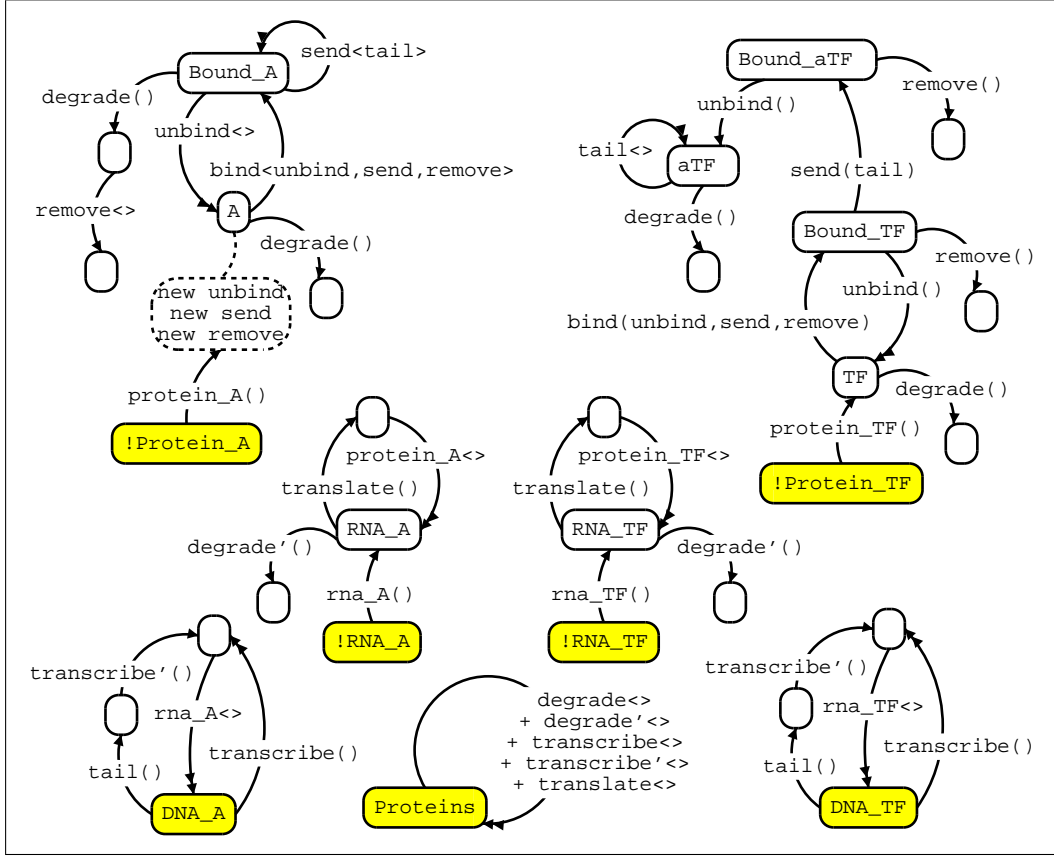 send<tail>
Bound_A
degrade()
unbind<>
bind<unbind,send,remove>
remove<>
A
degrade()
new unbind
new send
new remove
protein_A()
!Protein_A
Bound_aTF
remove()
unbind()
tail<>
aTF
send(tail)
degrade()
Bound_TF
remove()
unbind()
bind(unbind,send,remove)
TF
degrade()
protein_TF()
!Protein_TF
protein_A<>
translate()
RNA_A
degrade'()
rna_A()
!RNA_A
protein_TF<>
translate()
RNA_TF
degrade'()
rna_TF()
!RNA_TF
transcribe'()
rna_A<>
transcribe()
tail()
DNA_A
degrade<>
+ degrade'<>
+ transcribe<>
+ transcribe'<>
+ translate<>
Proteins
transcribe'()
rna_TF<>
transcribe()
tail()
DNA_TF